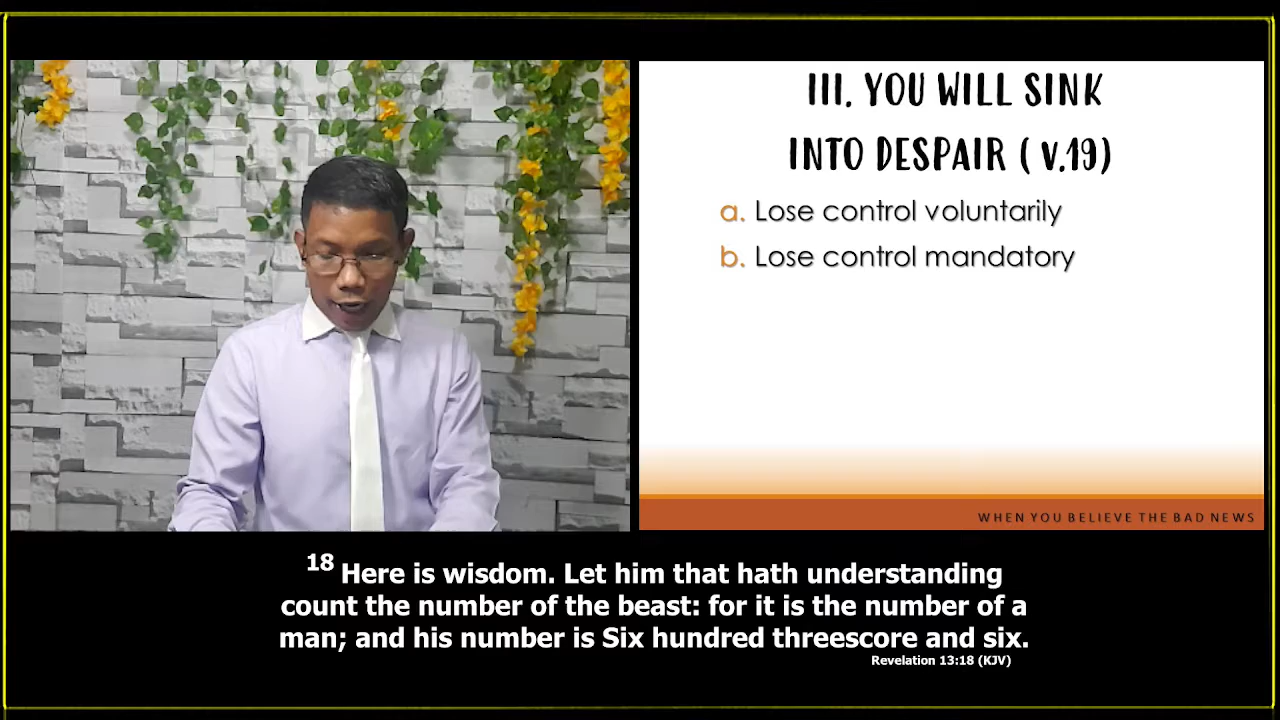 III. YOU WILL SINK
INTO DESPAIR ( v.19)
a. Lose control voluntarily
b. Lose control mandatory
WHEN YOU BELIEVE THE BAD NEWS
18 Here is wisdom. Let him that hath understanding
count the number of the beast: for it is the number of a
man; and his number is Six hundred threescore and six.
Revelation 13:18 (KJV)